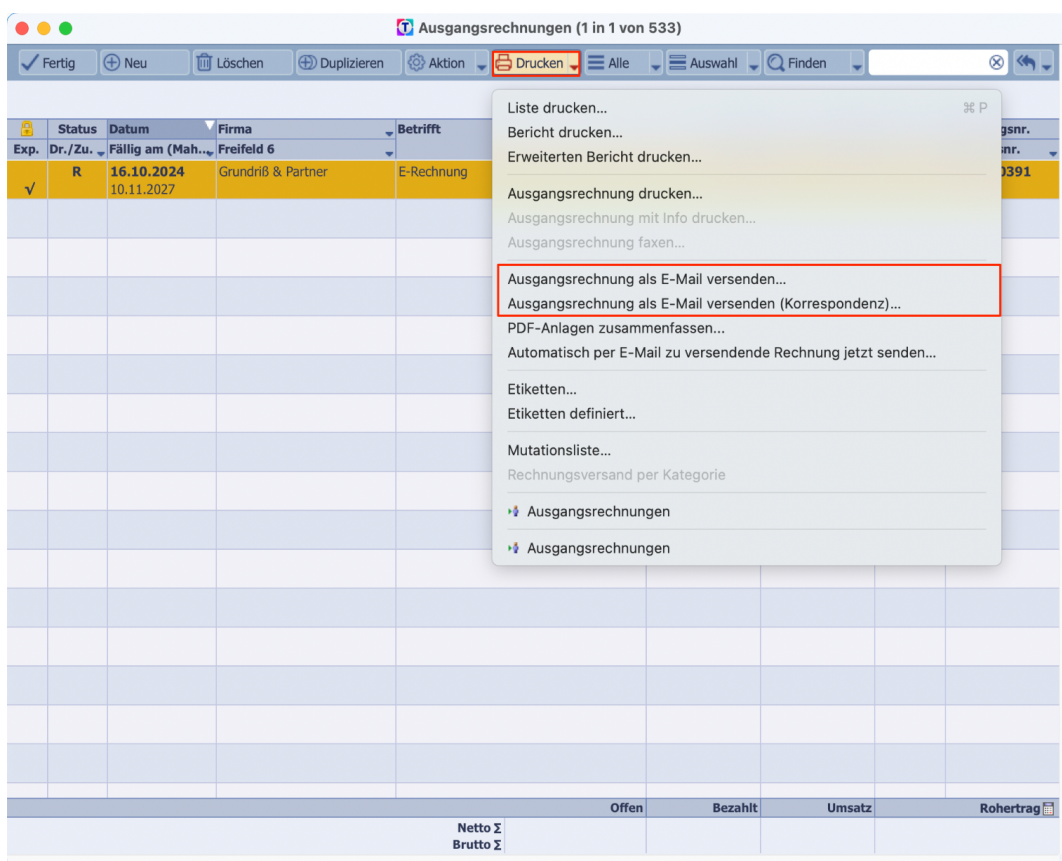 Ausgangsrechnungen (1 in 1 von 533)
Fertig Neu Löschen Duplizieren Aktion Drucken Alle Auswahl Finden
Liste drucken... ⌘ P
Bericht drucken...
Erweiterten Bericht drucken...
Ausgangsrechnung drucken...
Ausgangsrechnung mit Info drucken...
Ausgangsrechnung faxen...
Ausgangsrechnung als E-Mail versenden...
Ausgangsrechnung als E-Mail versenden (Korrespondenz)...
PDF-Anlagen zusammenfassen...
Automatisch per E-Mail zu versendende Rechnung jetzt senden...
Etiketten...
Etiketten definiert...
Mutationsliste...
Rechnungsversand per Kategorie
Ausgangsrechnungen
Ausgangsrechnungen
Status Datum Firma Betrifft gsnr.
Exp. Dr./Zu. Fällig am (Mah... Freifeld 6 nr.
R 16.10.2024 Grundriß & Partner E-Rechnung 0391
√ 10.11.2027
Offen Bezahlt Umsatz Rohertrag
Netto Σ
Brutto Σ